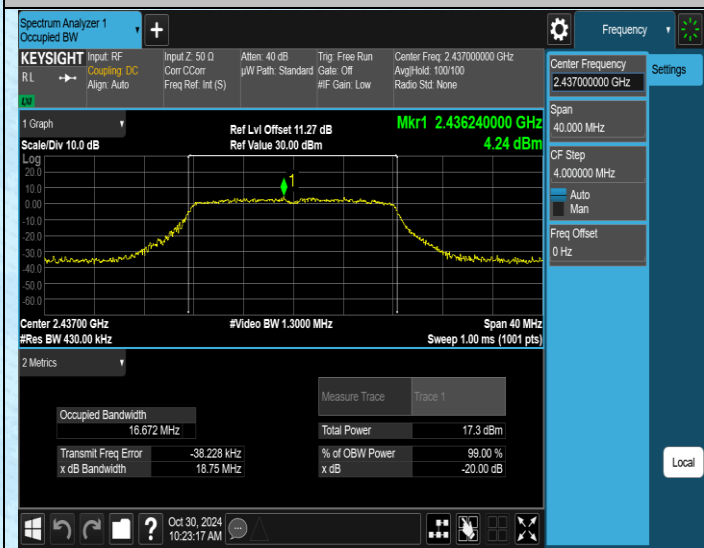 Spectrum Analyzer 1
Occupied BW
Frequency
KEYSIGHT
RL
LXI
Input: RF
Coupling: DC
Align: Auto
Input Z: 50 Ω
Corr CCorr
Freq Ref: Int (S)
Atten: 40 dB
µW Path: Standard
Trig: Free Run
Gate: Off
#IF Gain: Low
Center Freq: 2.437000000 GHz
Avg|Hold: 100/100
Radio Std: None
Center Frequency
2.437000000 GHz
Settings
Span
40.000 MHz
CF Step
4.000000 MHz
Auto
Man
Freq Offset
0 Hz
1 Graph
Scale/Div 10.0 dB
Ref Lvl Offset 11.27 dB
Ref Value 30.00 dBm
Mkr1 2.436240000 GHz
4.24 dBm
Log
20.0
10.0
0.00
-10.0
-20.0
-30.0
-40.0
-50.0
-60.0
1
Center 2.43700 GHz
#Res BW 430.00 kHz
#Video BW 1.3000 MHz
Span 40 MHz
Sweep 1.00 ms (1001 pts)
2 Metrics
Measure Trace Trace 1
Occupied Bandwidth
16.672 MHz
Total Power 17.3 dBm
Transmit Freq Error -38.228 kHz
% of OBW Power 99.00 %
x dB Bandwidth 18.75 MHz
x dB -20.00 dB
Local
?
Oct 30, 2024
10:23:17 AM